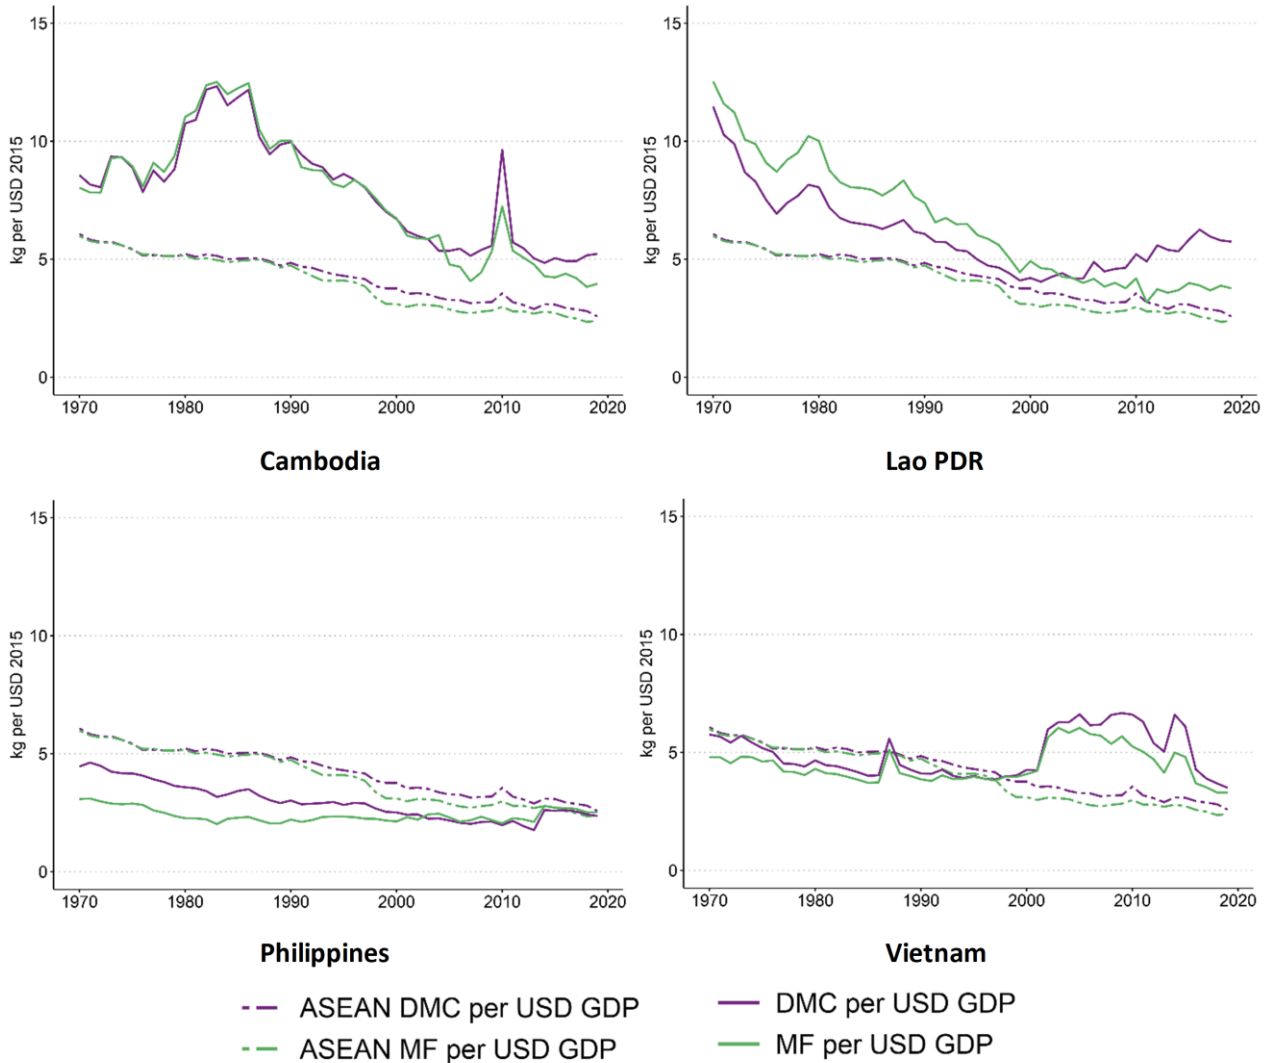 15
10
5
0
kg per USD 2015
1970 1980 1990 2000 2010 2020
Cambodia
15
10
5
0
kg per USD 2015
1970 1980 1990 2000 2010 2020
Lao PDR
15
10
5
0
kg per USD 2015
1970 1980 1990 2000 2010 2020
Philippines
15
10
5
0
kg per USD 2015
1970 1980 1990 2000 2010 2020
Vietnam
ASEAN DMC per USD GDP
ASEAN MF per USD GDP
DMC per USD GDP
MF per USD GDP